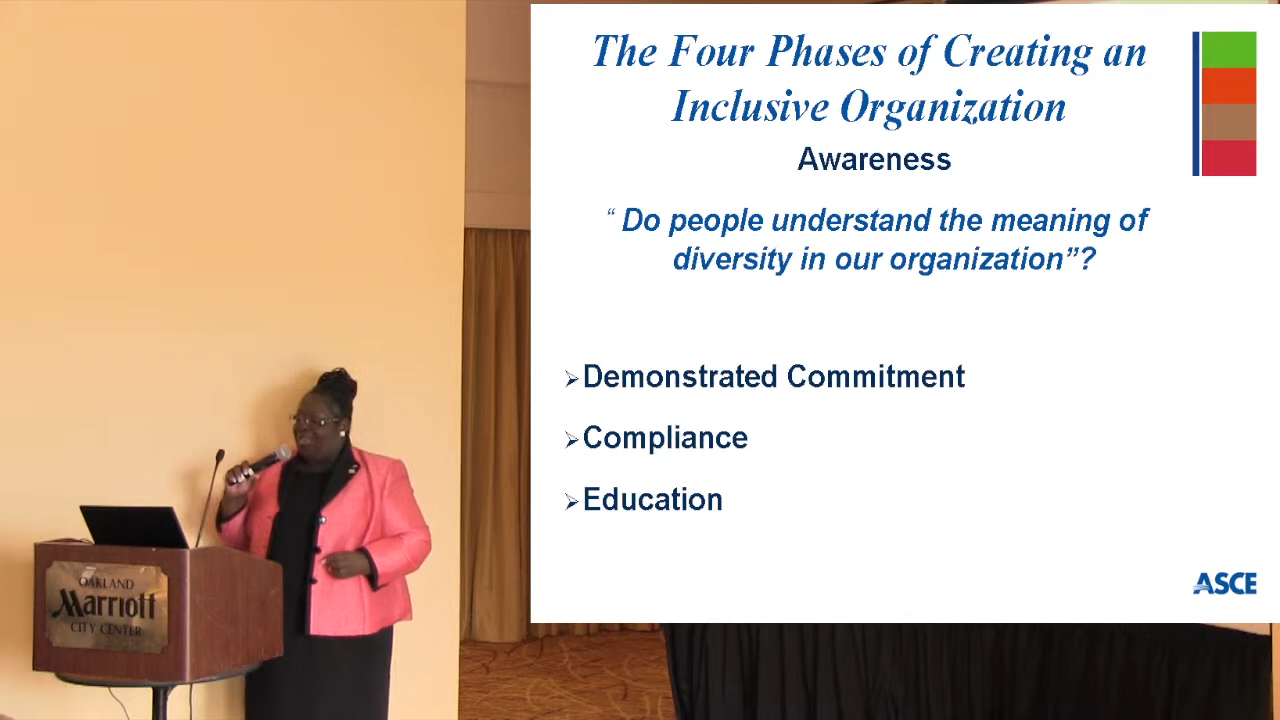 The Four Phases of Creating an
Inclusive Organization
Awareness
“ Do people understand the meaning of
diversity in our organization”?
➢Demonstrated Commitment
➢Compliance
➢Education
ASCE
OAKLAND
Marriott
CITY CENTER